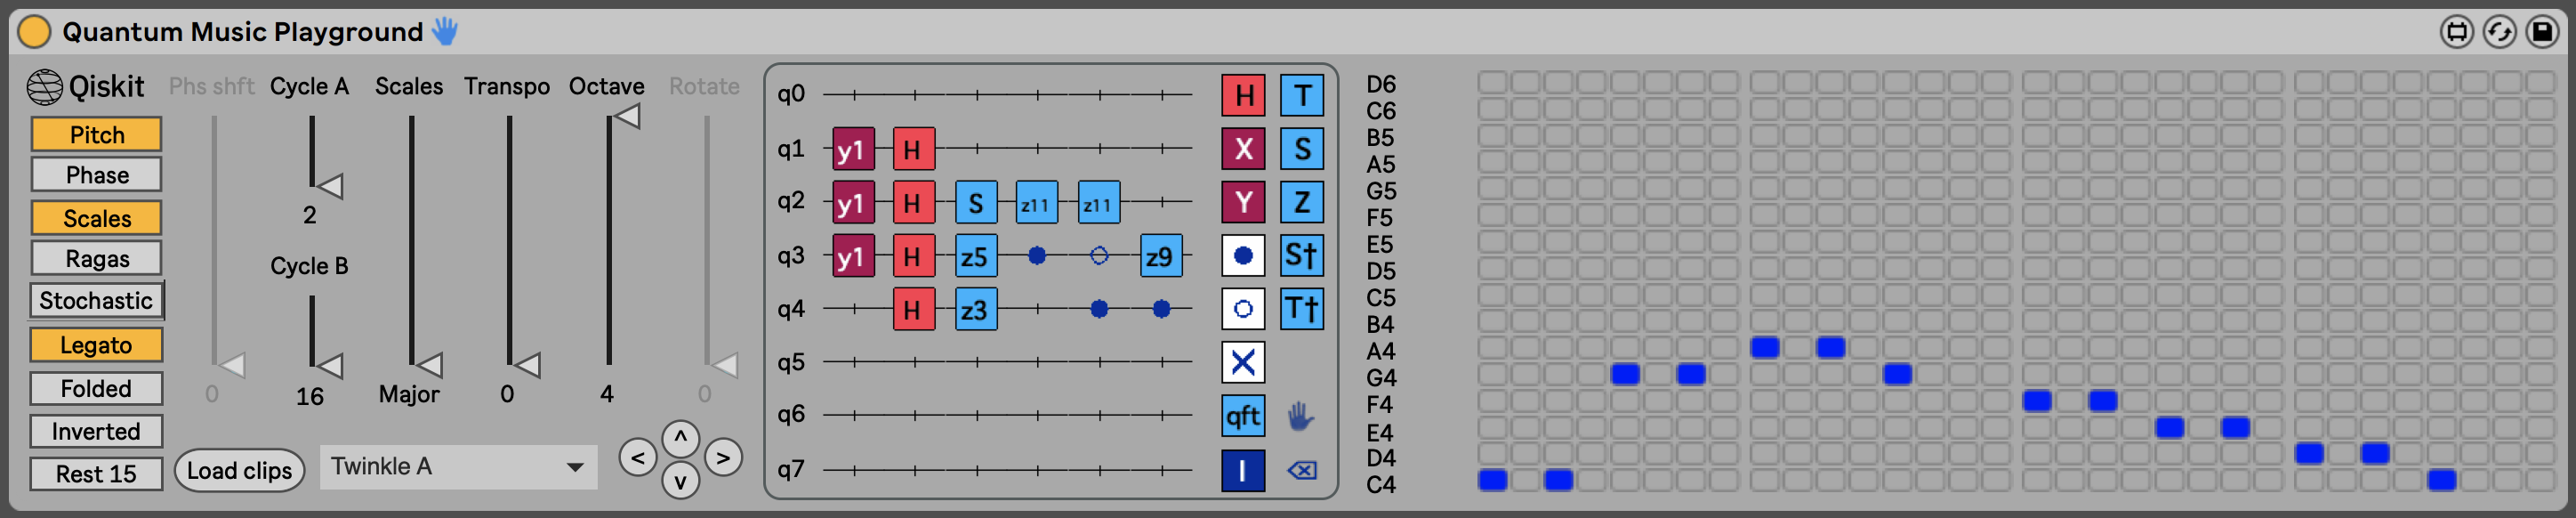 Quantum Music Playground
Qiskit
Phs shft Cycle A Scales Transpo Octave Rotate
Pitch
Phase
Scales
Ragas
Stochastic
Legato
Folded
Inverted
Rest 15
2
Cycle B
0 16 Major 0 4 0
Load clips Twinkle A < ^ v >
q0 H T
q1 y1 H X S
q2 y1 H S z11 z11 Y Z
q3 y1 H z5 z9 S†
q4 H z3 T†
q5
q6 qft
q7 I
D6
C6
B5
A5
G5
F5
E5
D5
C5
B4
A4
G4
F4
E4
D4
C4